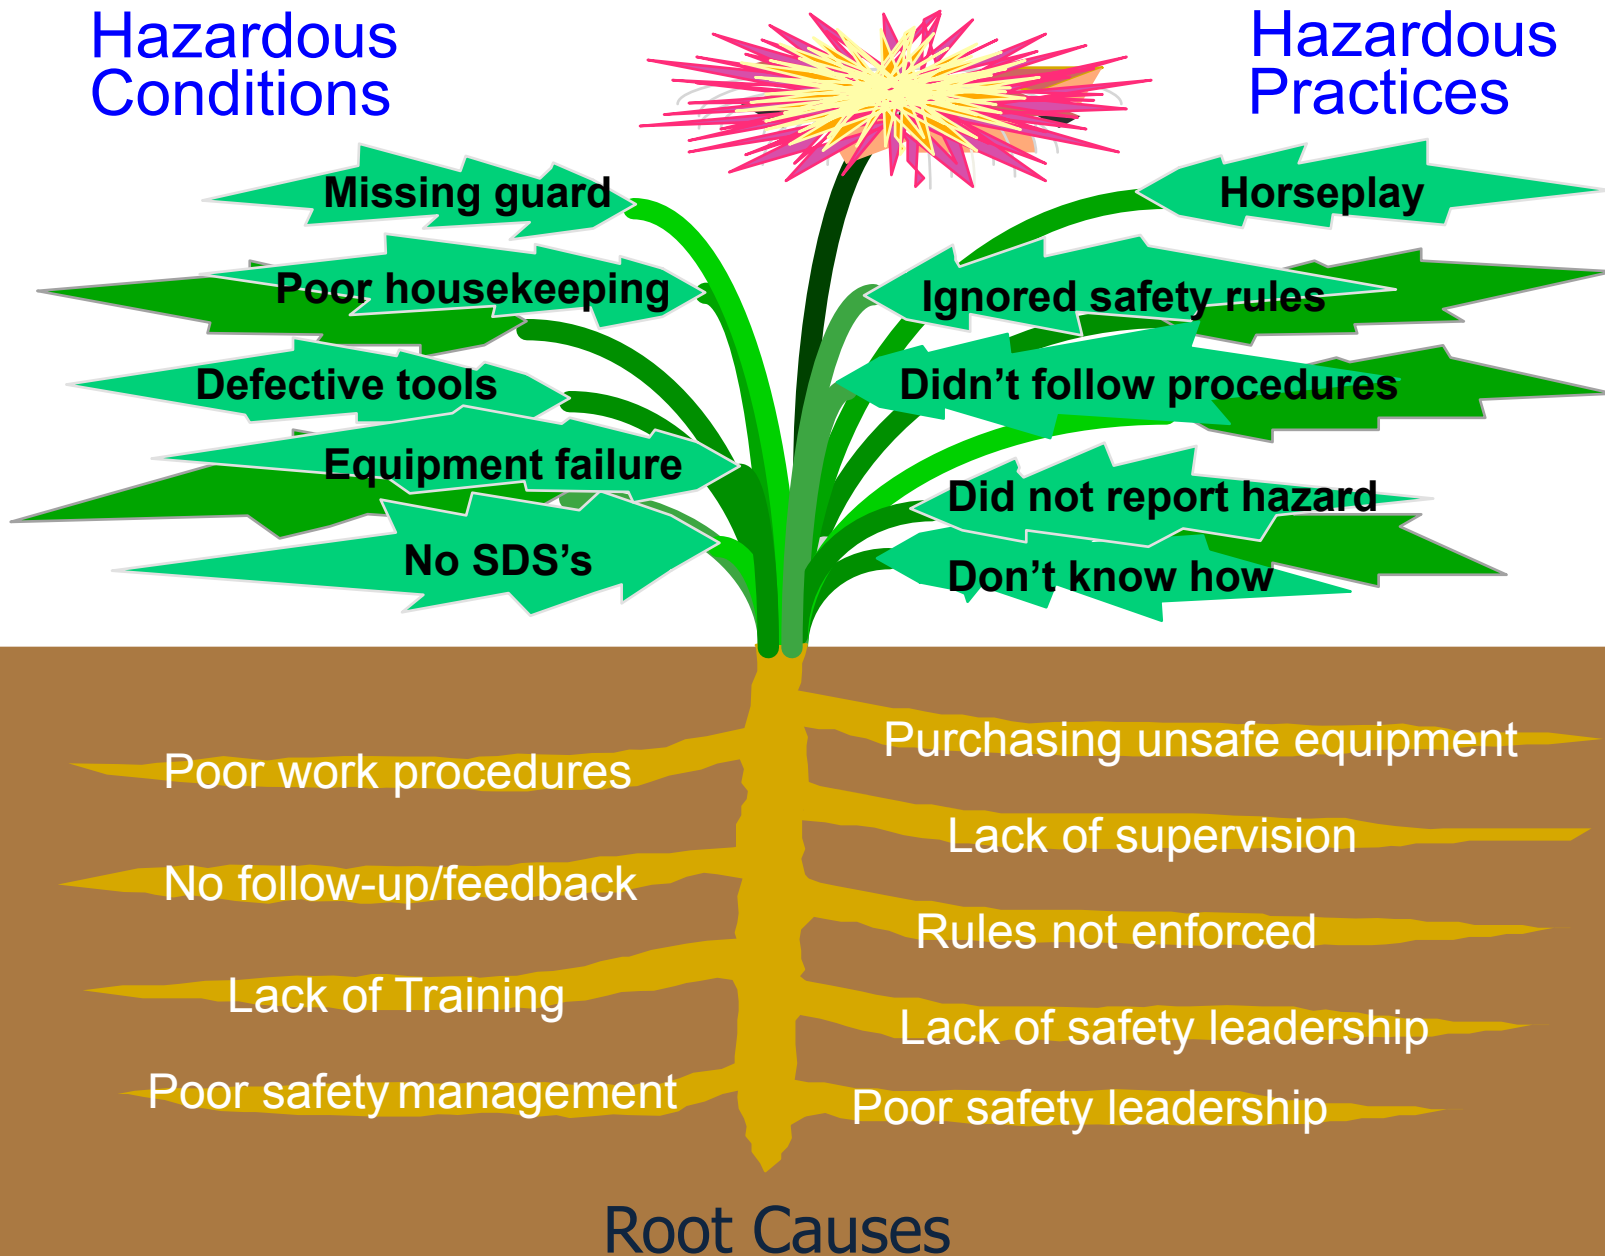 Hazardous
Conditions
Hazardous
Practices
Missing guard
Poor housekeeping
Defective tools
Equipment failure
No SDS’s
Horseplay
Ignored safety rules
Didn’t follow procedures
Did not report hazard
Don’t know how
Poor work procedures
No follow-up/feedback
Lack of Training
Poor safety management
Purchasing unsafe equipment
Lack of supervision
Rules not enforced
Lack of safety leadership
Poor safety leadership
Root Causes